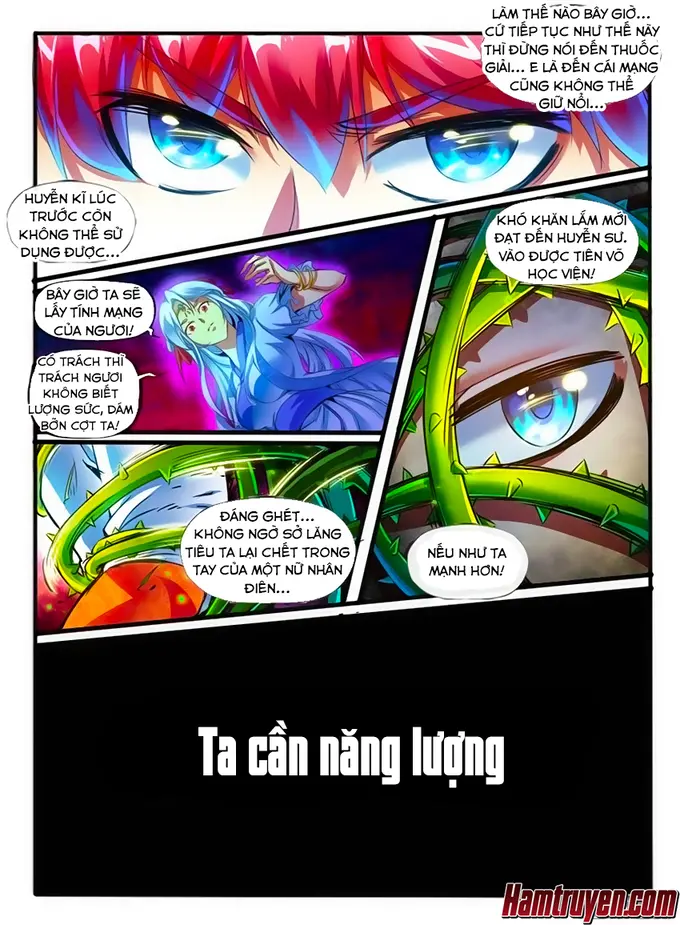 LÀM THẾ NÀO BÂY GIỜ...
CỨ TIẾP TỤC NHƯ THẾ NÀY
THÌ ĐỪNG NÓI ĐẾN THUỐC
GIẢI... E LÀ ĐẾN CÁI MẠNG
CŨNG KHÔNG THỂ
GIỮ NỔI...
HUYỄN KĨ LÚC
TRƯỚC CÒN
KHÔNG THỂ SỬ
DỤNG ĐƯỢC...
KHÓ KHĂN LẮM MỚI
ĐẠT ĐẾN HUYỄN SƯ.
VÀO ĐƯỢC TIÊN VÕ
HỌC VIỆN!
BÂY GIỜ TA SẼ
LẤY TÍNH MẠNG
CỦA NGƯƠI!
CÓ TRÁCH THÌ
TRÁCH NGƯƠI
KHÔNG BIẾT
LƯỢNG SỨC, DÁM
BỠN CỢT TA!
ĐÁNG GHÉT...
KHÔNG NGỜ SỞ LĂNG
TIÊU TA LẠI CHẾT TRONG
TAY CỦA MỘT NỮ NHÂN
ĐIÊN...
NẾU NHƯ TA
MẠNH HƠN!
Ta cần năng lượng
Hamtruyen.com